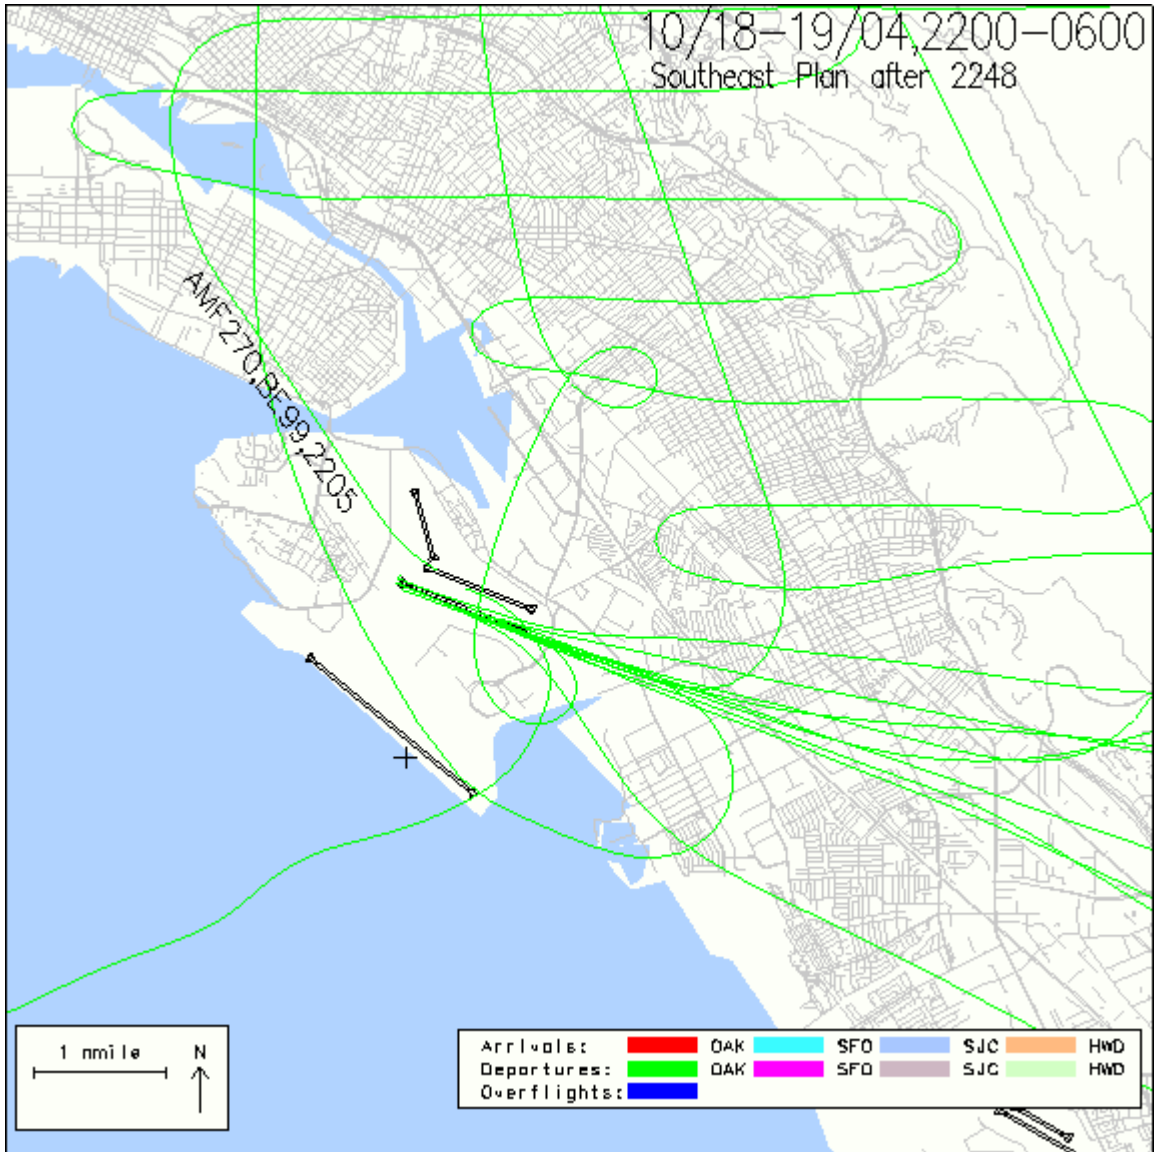 10/18-19/04,2200-0600
Southeast Plan after 2248
AMF270,BE99,2205
1 nmile N
Arrivals: OAK SFO SJC HWD
Departures: OAK SFO SJC HWD
Overflights: